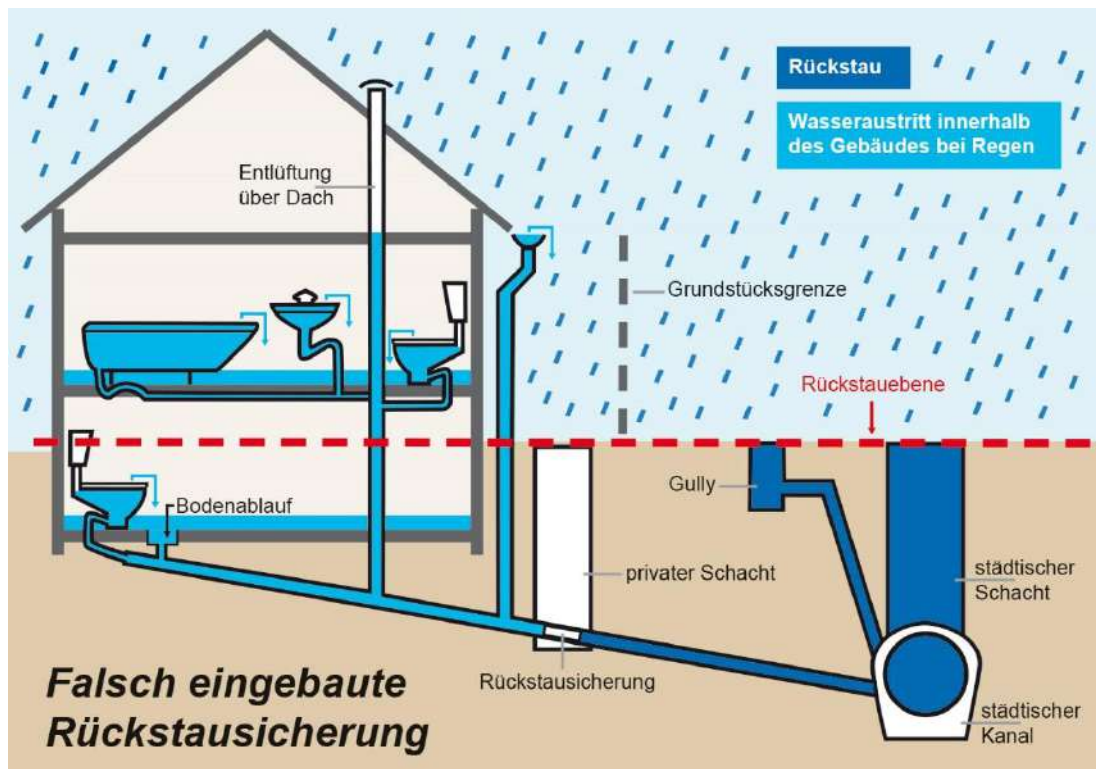 Rückstau
Wasseraustritt innerhalb
des Gebäudes bei Regen
Entlüftung
über Dach
Grundstücksgrenze
Rückstauebene
Gully
Bodenablauf
privater Schacht
städtischer
Schacht
Rückstausicherung
städtischer
Kanal
Falsch eingebaute
Rückstausicherung